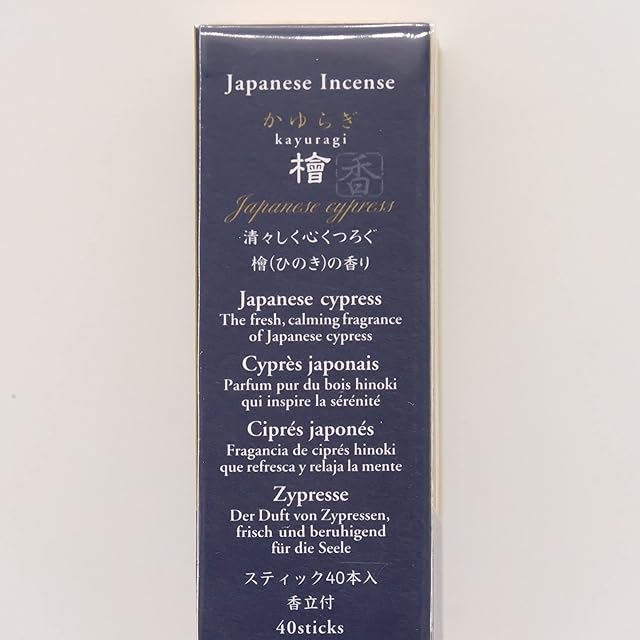 Japanese Incense
かゆらぎ
kayuragi
檜 香
Japanese cypress
清々しく心くつろぐ
檜(ひのき)の香り
Japanese cypress
The fresh, calming fragrance
of Japanese cypress
Cyprès japonais
Parfum pur du bois hinoki
qui inspire la sérénité
Ciprés japonés
Fragancia de ciprés hinoki
que refresca y relaja la mente
Zypresse
Der Duft von Zypressen,
frisch und beruhigend
für die Seele
スティック40本入
香立付
40sticks